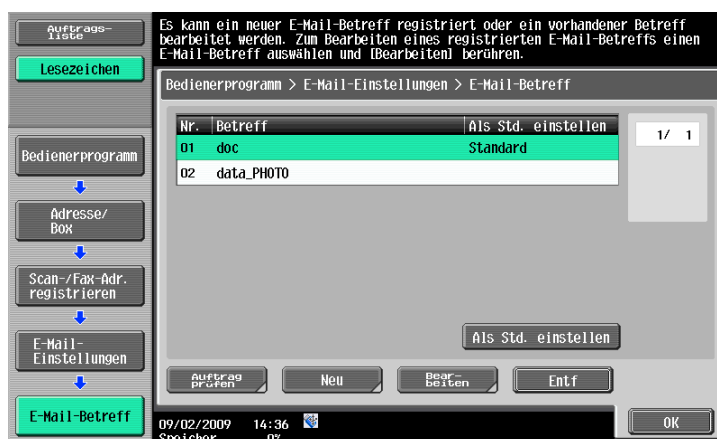 Auftrags-
liste
Lesezeichen
Bedienerprogramm
Adresse/
Box
Scan-/Fax-Adr.
registrieren
E-Mail-
Einstellungen
E-Mail-Betreff
Es kann ein neuer E-Mail-Betreff registriert oder ein vorhandener Betreff
bearbeitet werden. Zum Bearbeiten eines registrierten E-Mail-Betreffs einen
E-Mail-Betreff auswählen und [Bearbeiten] berühren.
Bedienerprogramm > E-Mail-Einstellungen > E-Mail-Betreff
Nr. Betreff Als Std. einstellen
01 doc Standard
02 data_PHOTO
1/ 1
Als Std. einstellen
Auftrag
prüfen
Neu
Bear-
beiten
Entf
09/02/2009 14:36
Speicher 0%
OK